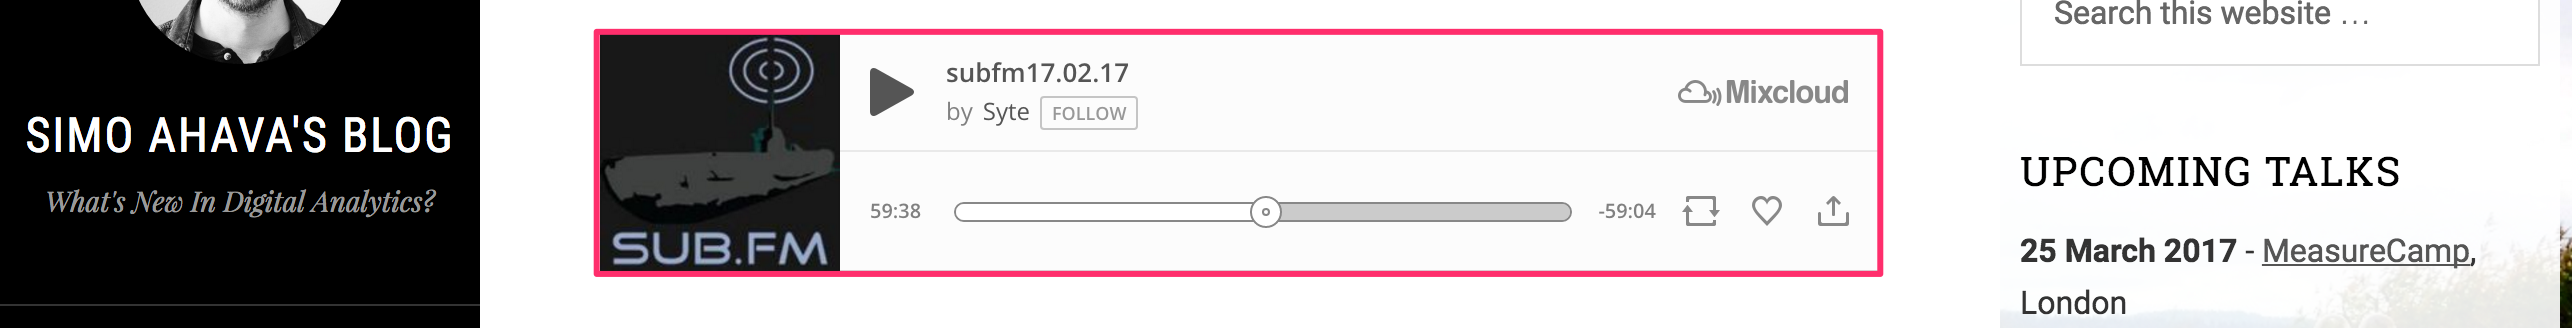 SIMO AHAVA'S BLOG
What's New In Digital Analytics?
SUB.FM
subfm17.02.17
by Syte FOLLOW
Mixcloud
59:38
-59:04
Search this website …
UPCOMING TALKS
25 March 2017 - MeasureCamp,
London